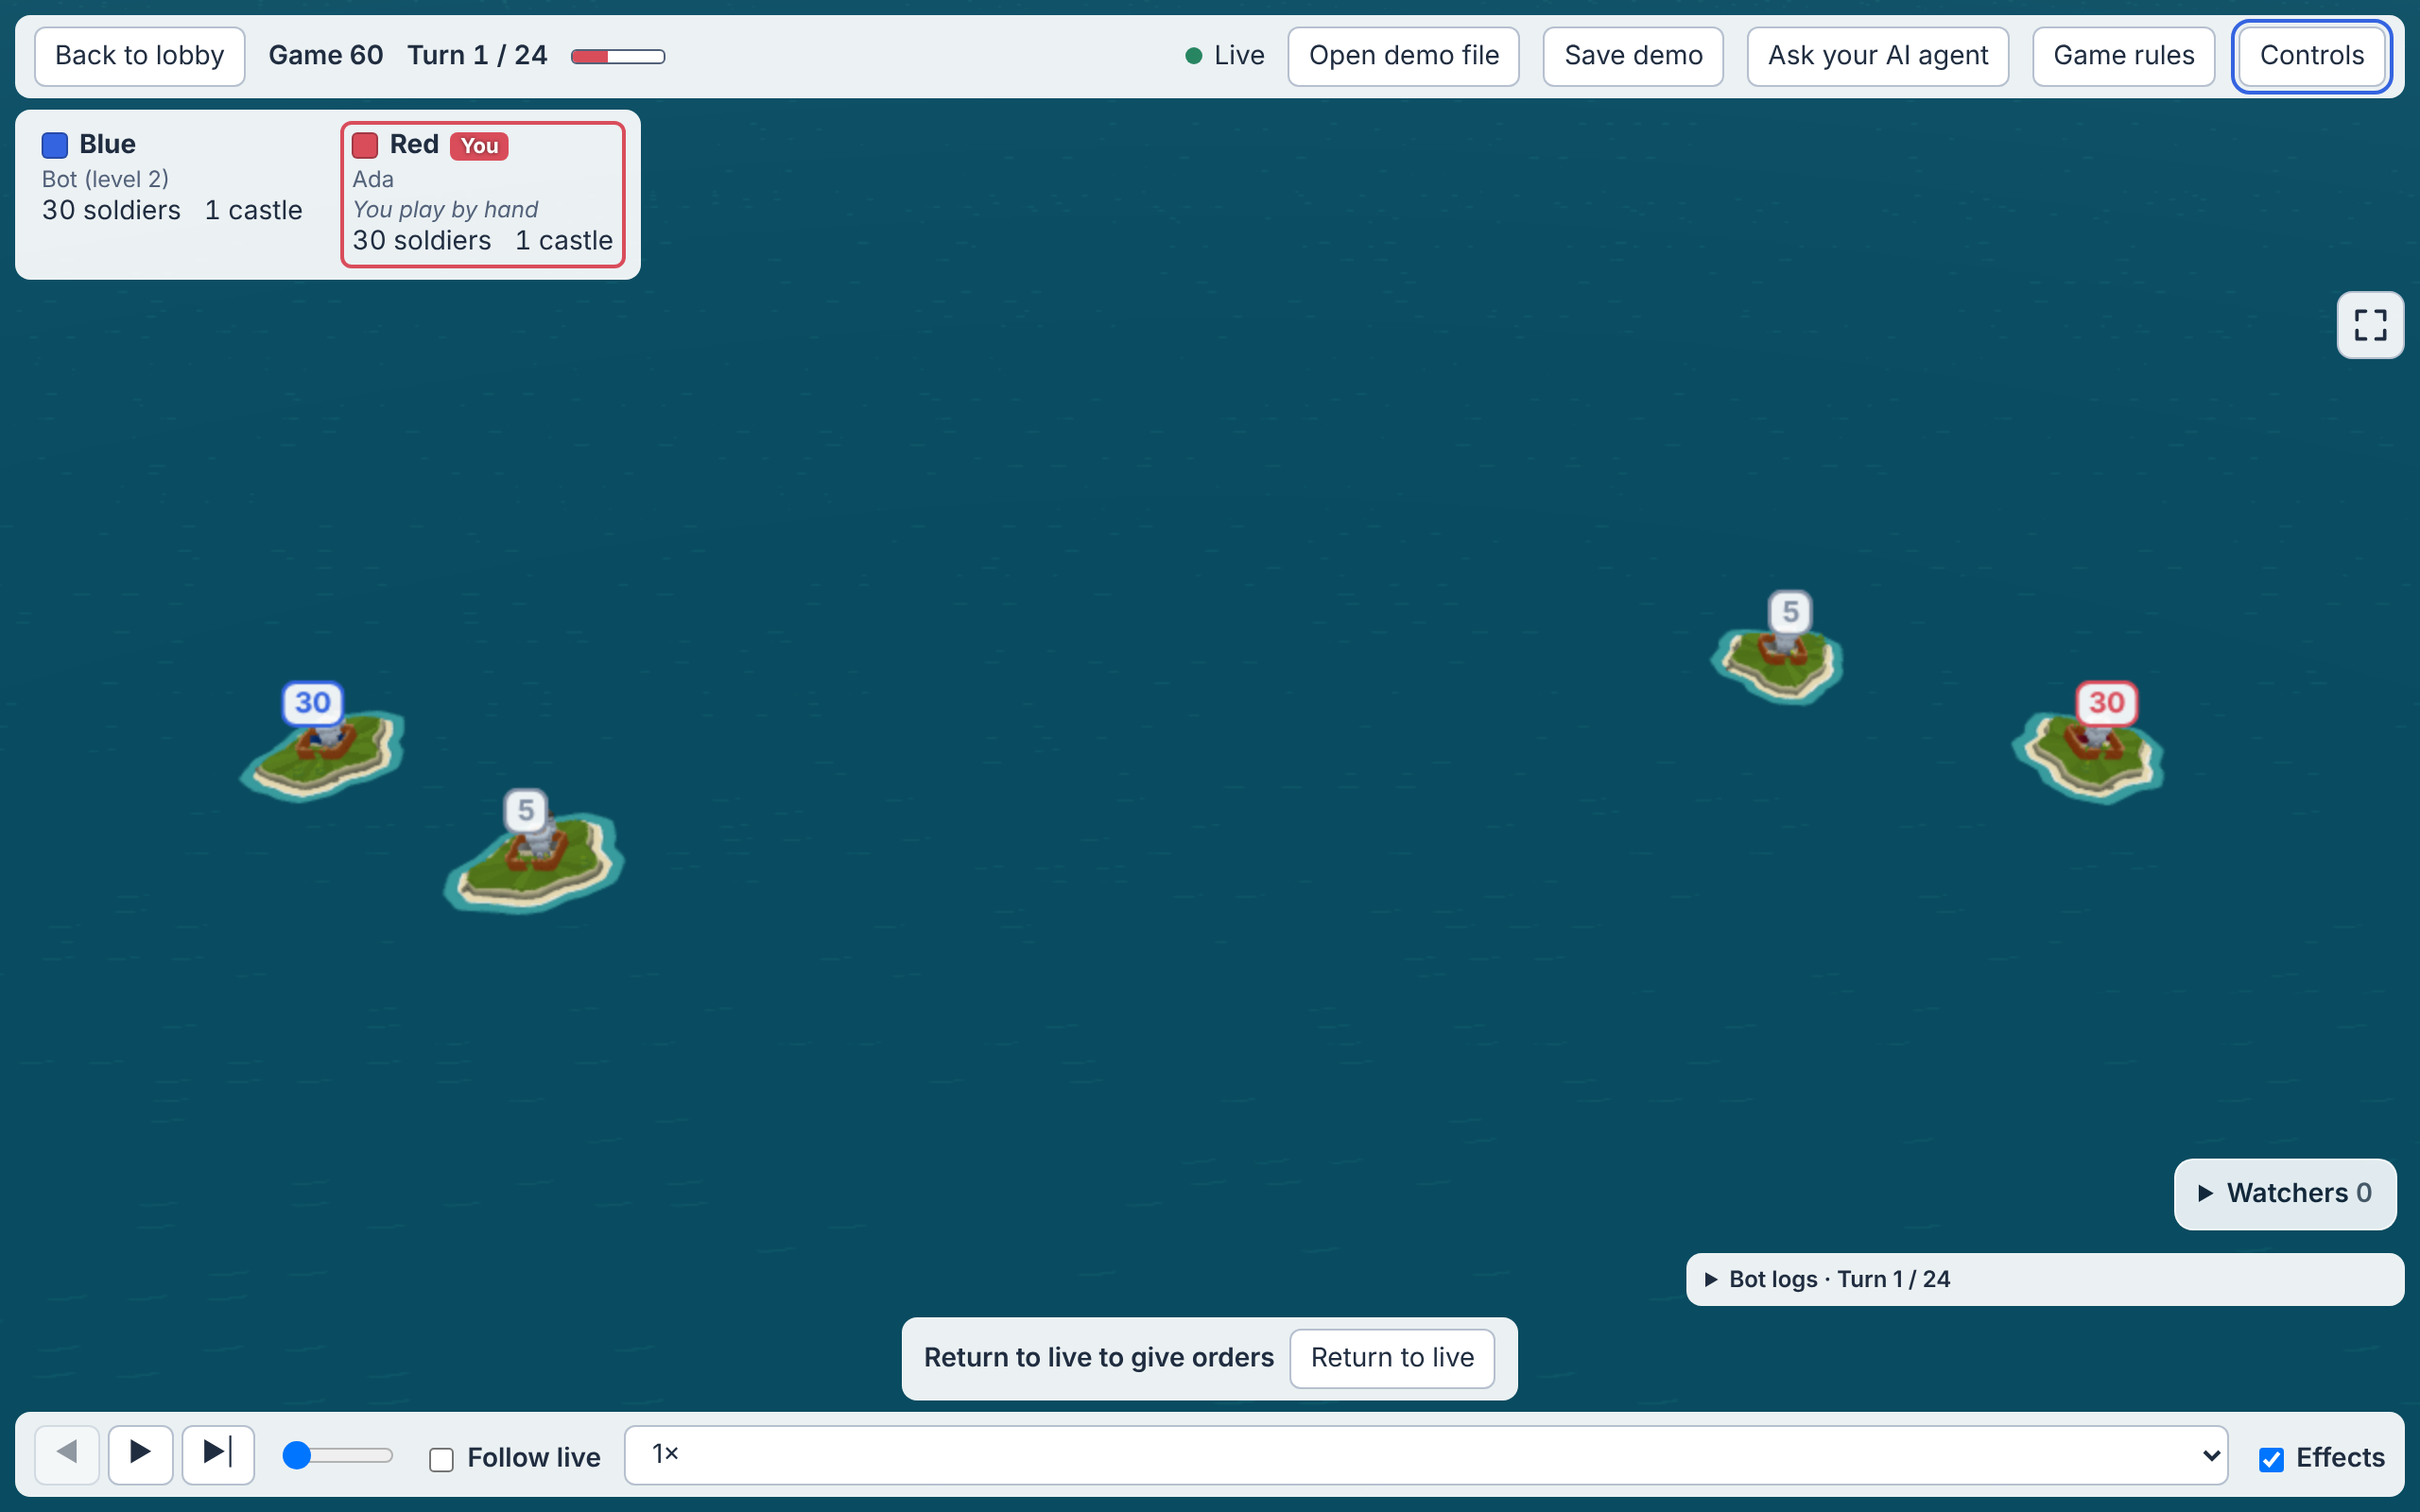 Back to lobby Game 60 Turn 1 / 24 Live Open demo file Save demo Ask your AI agent Game rules Controls
Blue
Bot (level 2)
30 soldiers 1 castle
Red You
Ada
You play by hand
30 soldiers 1 castle
5
30
30
5
Watchers 0
Bot logs · Turn 1 / 24
Return to live to give orders Return to live
Follow live 1× Effects